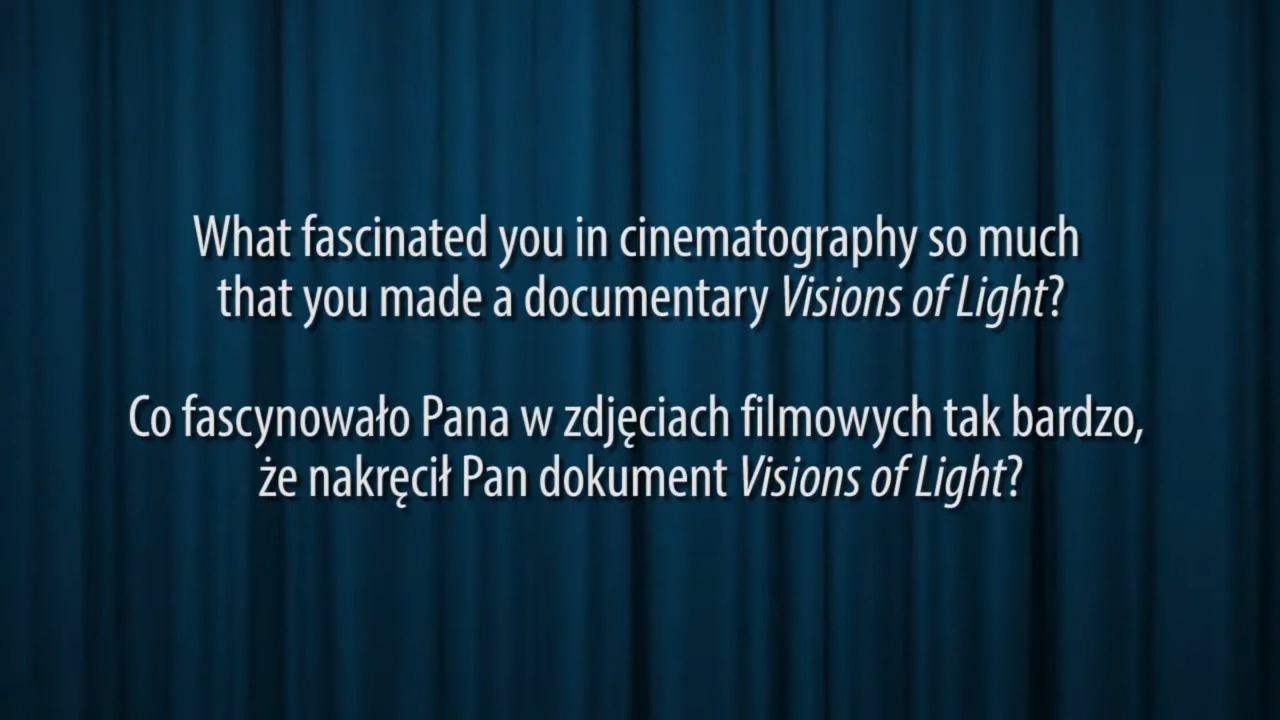 What fascinated you in cinematography so much
that you made a documentary Visions of Light?
Co fascynowało Pana w zdjęciach filmowych tak bardzo,
że nakręcił Pan dokument Visions of Light?